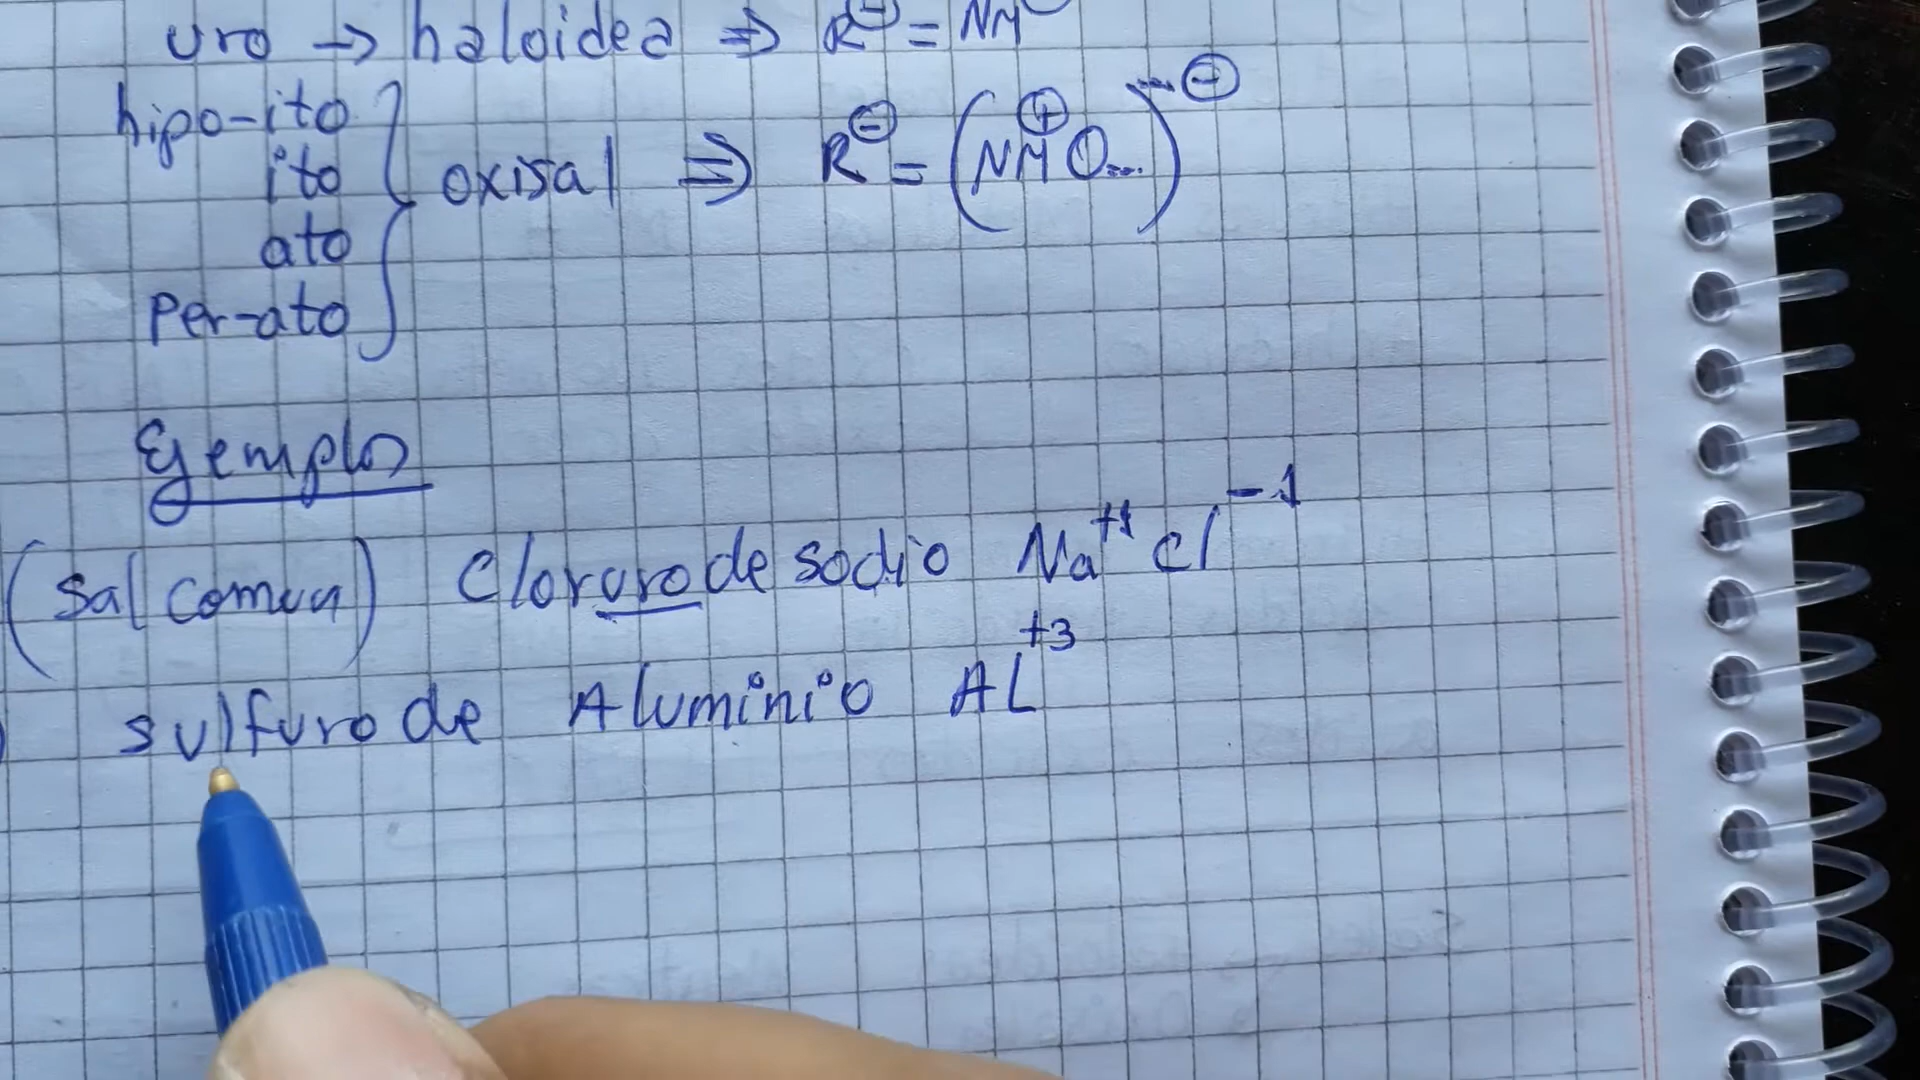 uro → haloidea ⇒ R⊖ = NM
hipo-ito
ito } oxisal ⇒ R⊖ = (NM⊕O...)...⊖
ato
Per-ato
Ejemplos
(Sal comun) Cloruro de sodio Na⁺¹ Cl⁻¹
sulfuro de Aluminio AL⁺³